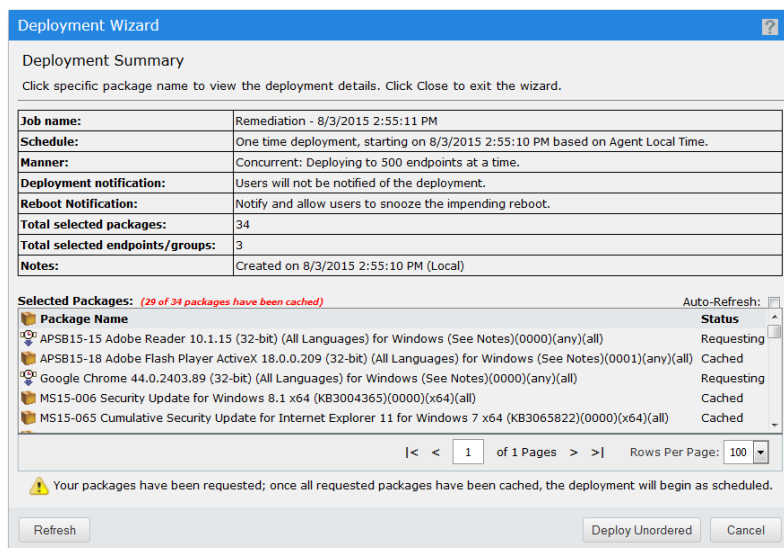 Deployment Wizard ?
Deployment Summary
Click specific package name to view the deployment details. Click Close to exit the wizard.
Job name: Remediation - 8/3/2015 2:55:11 PM
Schedule: One time deployment, starting on 8/3/2015 2:55:10 PM based on Agent Local Time.
Manner: Concurrent: Deploying to 500 endpoints at a time.
Deployment notification: Users will not be notified of the deployment.
Reboot Notification: Notify and allow users to snooze the impending reboot.
Total selected packages: 34
Total selected endpoints/groups: 3
Notes: Created on 8/3/2015 2:55:10 PM (Local)
Selected Packages: (29 of 34 packages have been cached) Auto-Refresh:
Package Name Status
APSB15-15 Adobe Reader 10.1.15 (32-bit) (All Languages) for Windows (See Notes)(0000)(any)(all) Requesting
APSB15-18 Adobe Flash Player ActiveX 18.0.0.209 (32-bit) (All Languages) for Windows (See Notes)(0001)(any)(all) Cached
Google Chrome 44.0.2403.89 (32-bit) (All Languages) for Windows (See Notes)(0000)(any)(all) Requesting
MS15-006 Security Update for Windows 8.1 x64 (KB3004365)(0000)(x64)(all) Cached
MS15-065 Cumulative Security Update for Internet Explorer 11 for Windows 7 x64 (KB3065822)(0000)(x64)(all) Cached
|< < 1 of 1 Pages > >| Rows Per Page: 100
Your packages have been requested; once all requested packages have been cached, the deployment will begin as scheduled.
Refresh Deploy Unordered Cancel